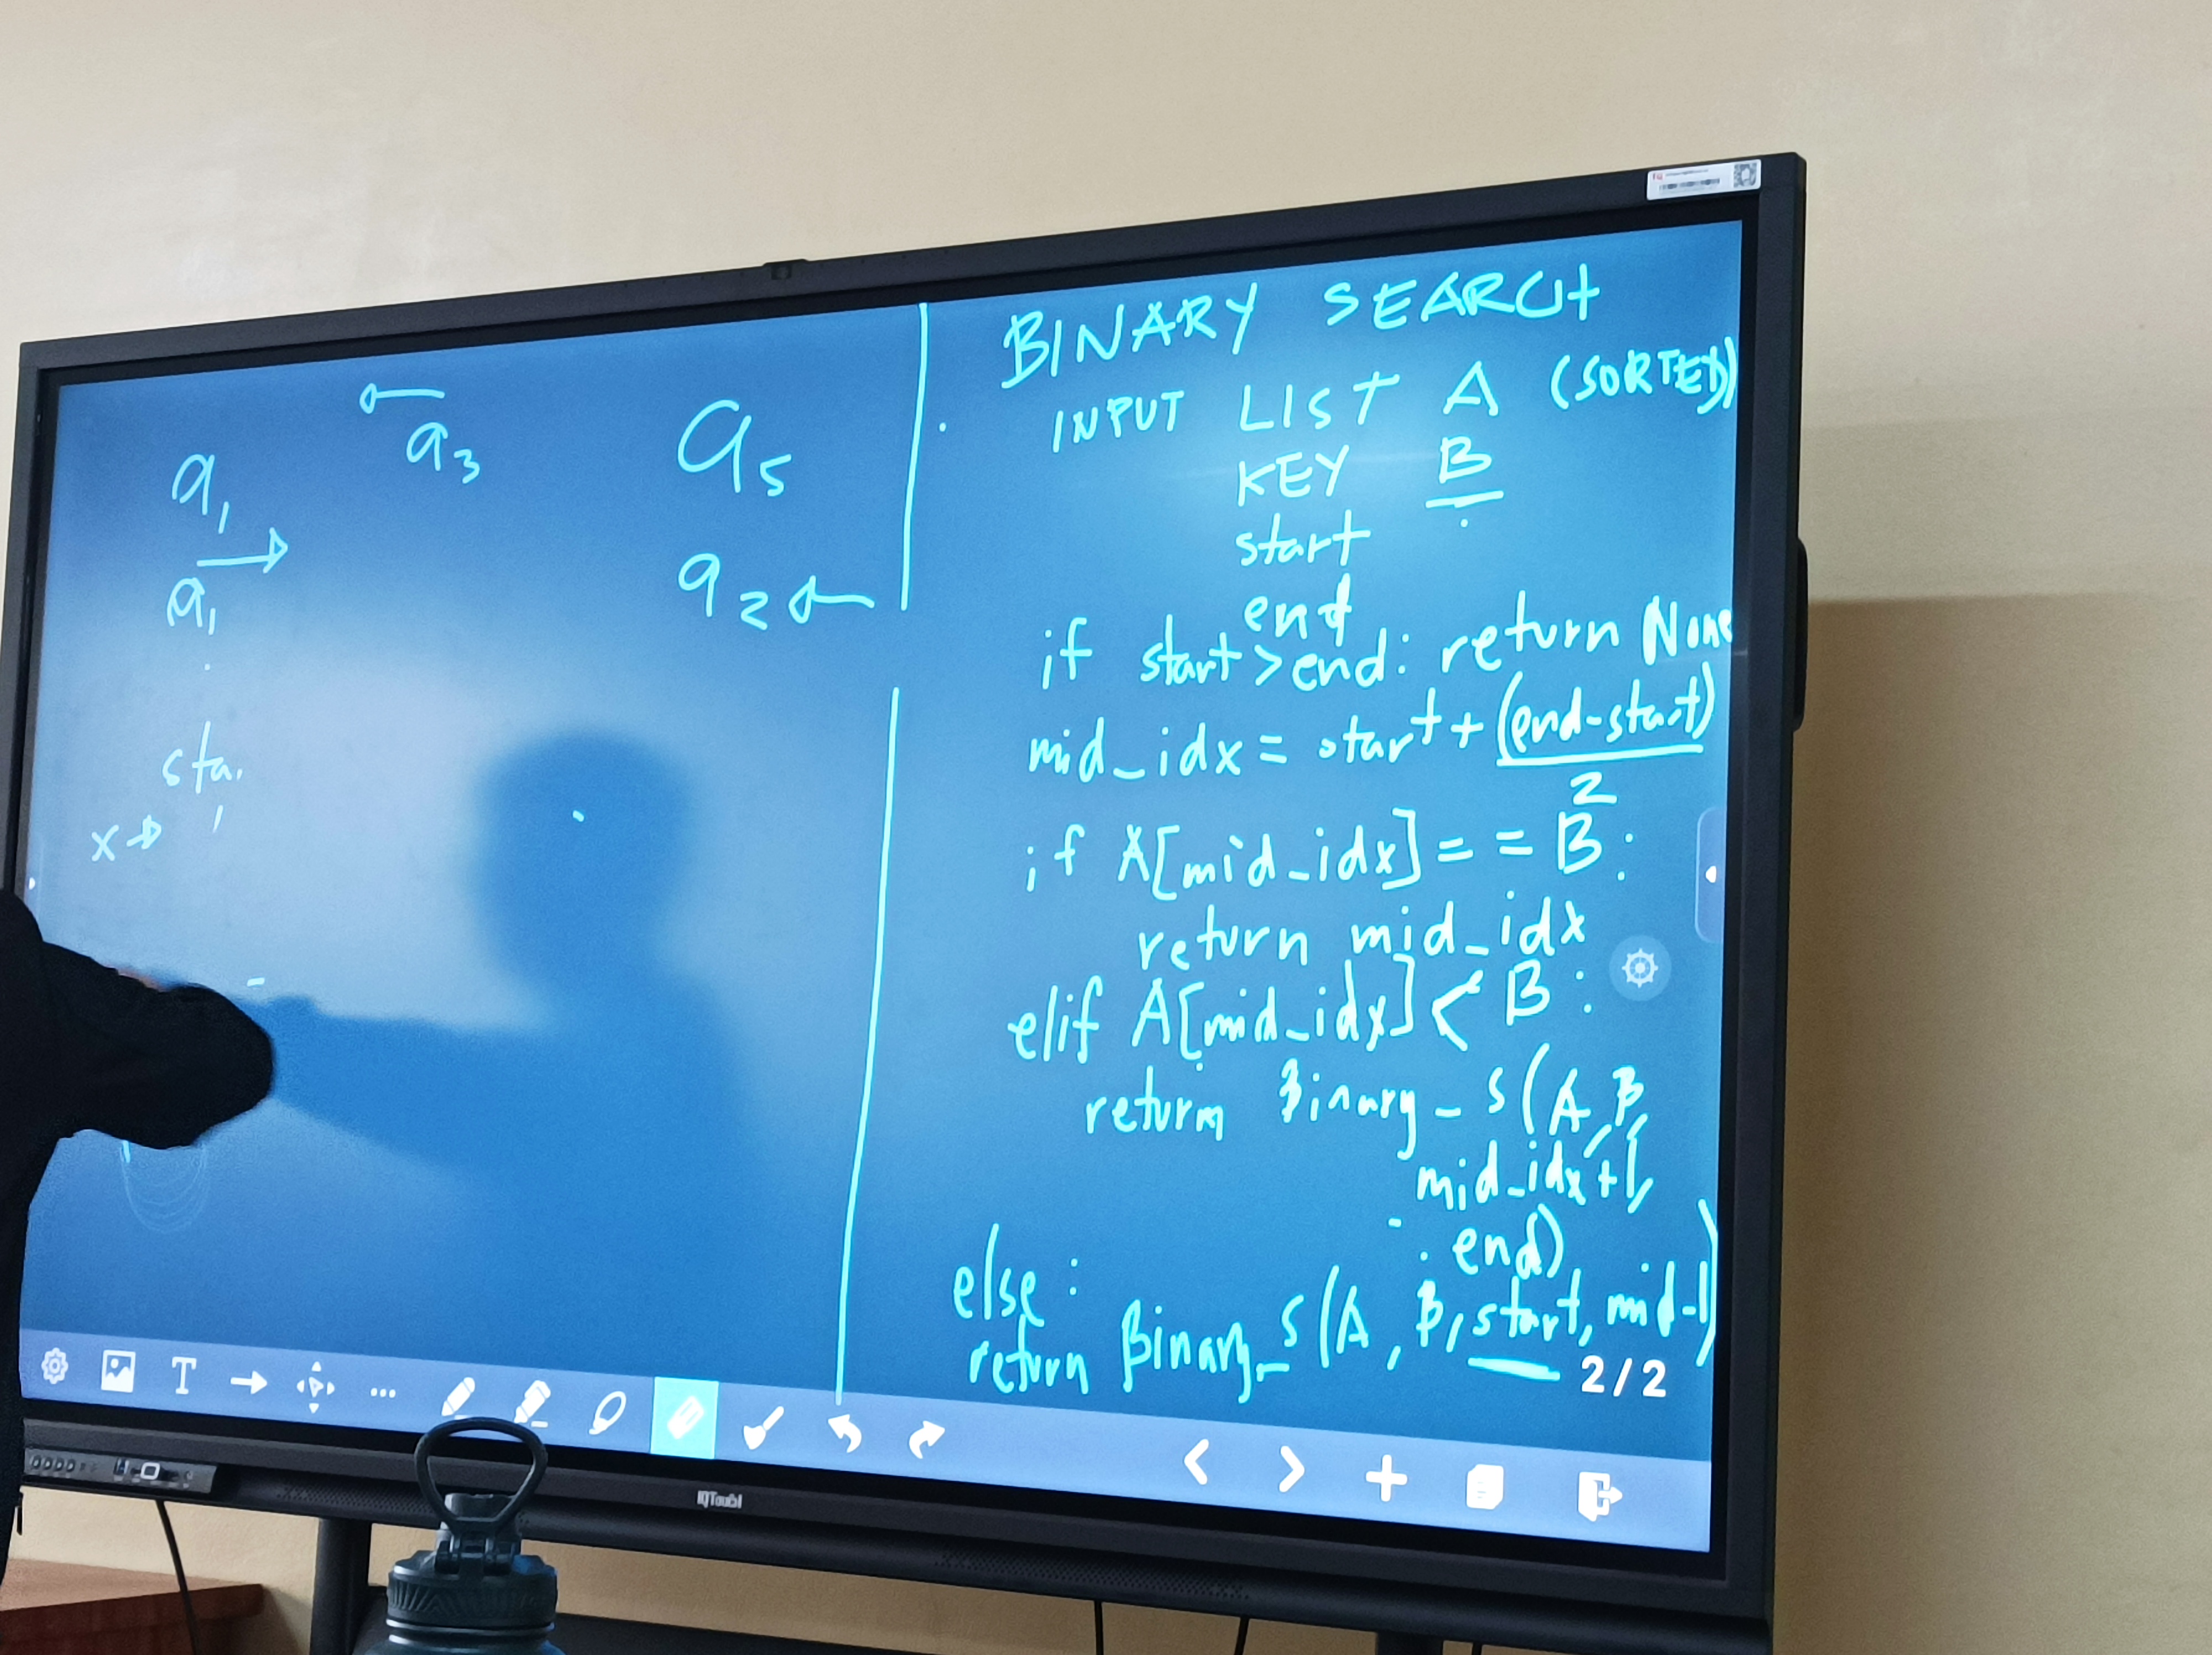 a3
a5
a1
a1
a2
sta
x
BINARY SEARCH
INPUT LIST A (SORTED)
KEY B
start
end
if start>end: return None
mid_idx = start + (end-start)
2
if A[mid_idx] == B:
return mid_idx
elif A[mid_idx] < B:
return Binary_S(A, B,
mid_idx+1,
end)
else:
return Binary_S(A, B, start, mid-1)
2/2
T
IQTouch